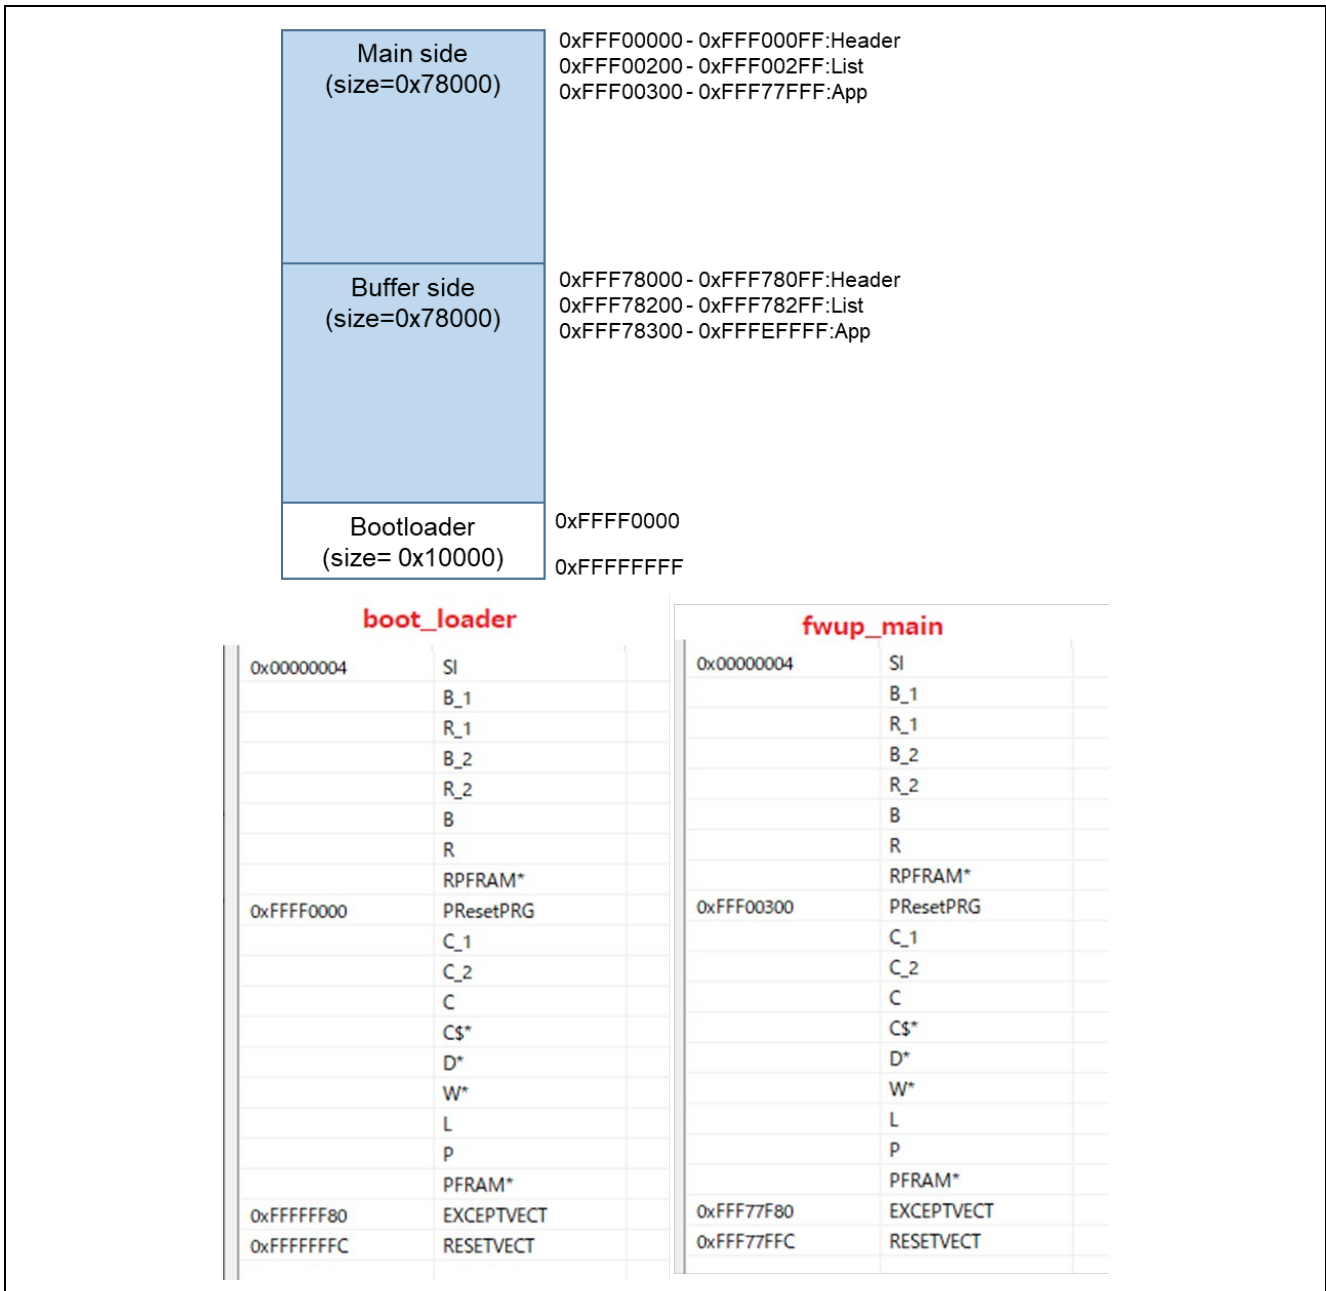 Main side
(size=0x78000)
0xFFF00000 - 0xFFF000FF:Header
0xFFF00200 - 0xFFF002FF:List
0xFFF00300 - 0xFFF77FFF:App
Buffer side
(size=0x78000)
0xFFF78000 - 0xFFF780FF:Header
0xFFF78200 - 0xFFF782FF:List
0xFFF78300 - 0xFFFEFFFF:App
Bootloader
(size= 0x10000)
0xFFFF0000
0xFFFFFFFF
boot_loader
0x00000004 SI
B_1
R_1
B_2
R_2
B
R
RPFRAM*
0xFFFF0000 PResetPRG
C_1
C_2
C
C$*
D*
W*
L
P
PFRAM*
0xFFFFFF80 EXCEPTVECT
0xFFFFFFFC RESETVECT
fwup_main
0x00000004 SI
B_1
R_1
B_2
R_2
B
R
RPFRAM*
0xFFF00300 PResetPRG
C_1
C_2
C
C$*
D*
W*
L
P
PFRAM*
0xFFF77F80 EXCEPTVECT
0xFFF77FFC RESETVECT